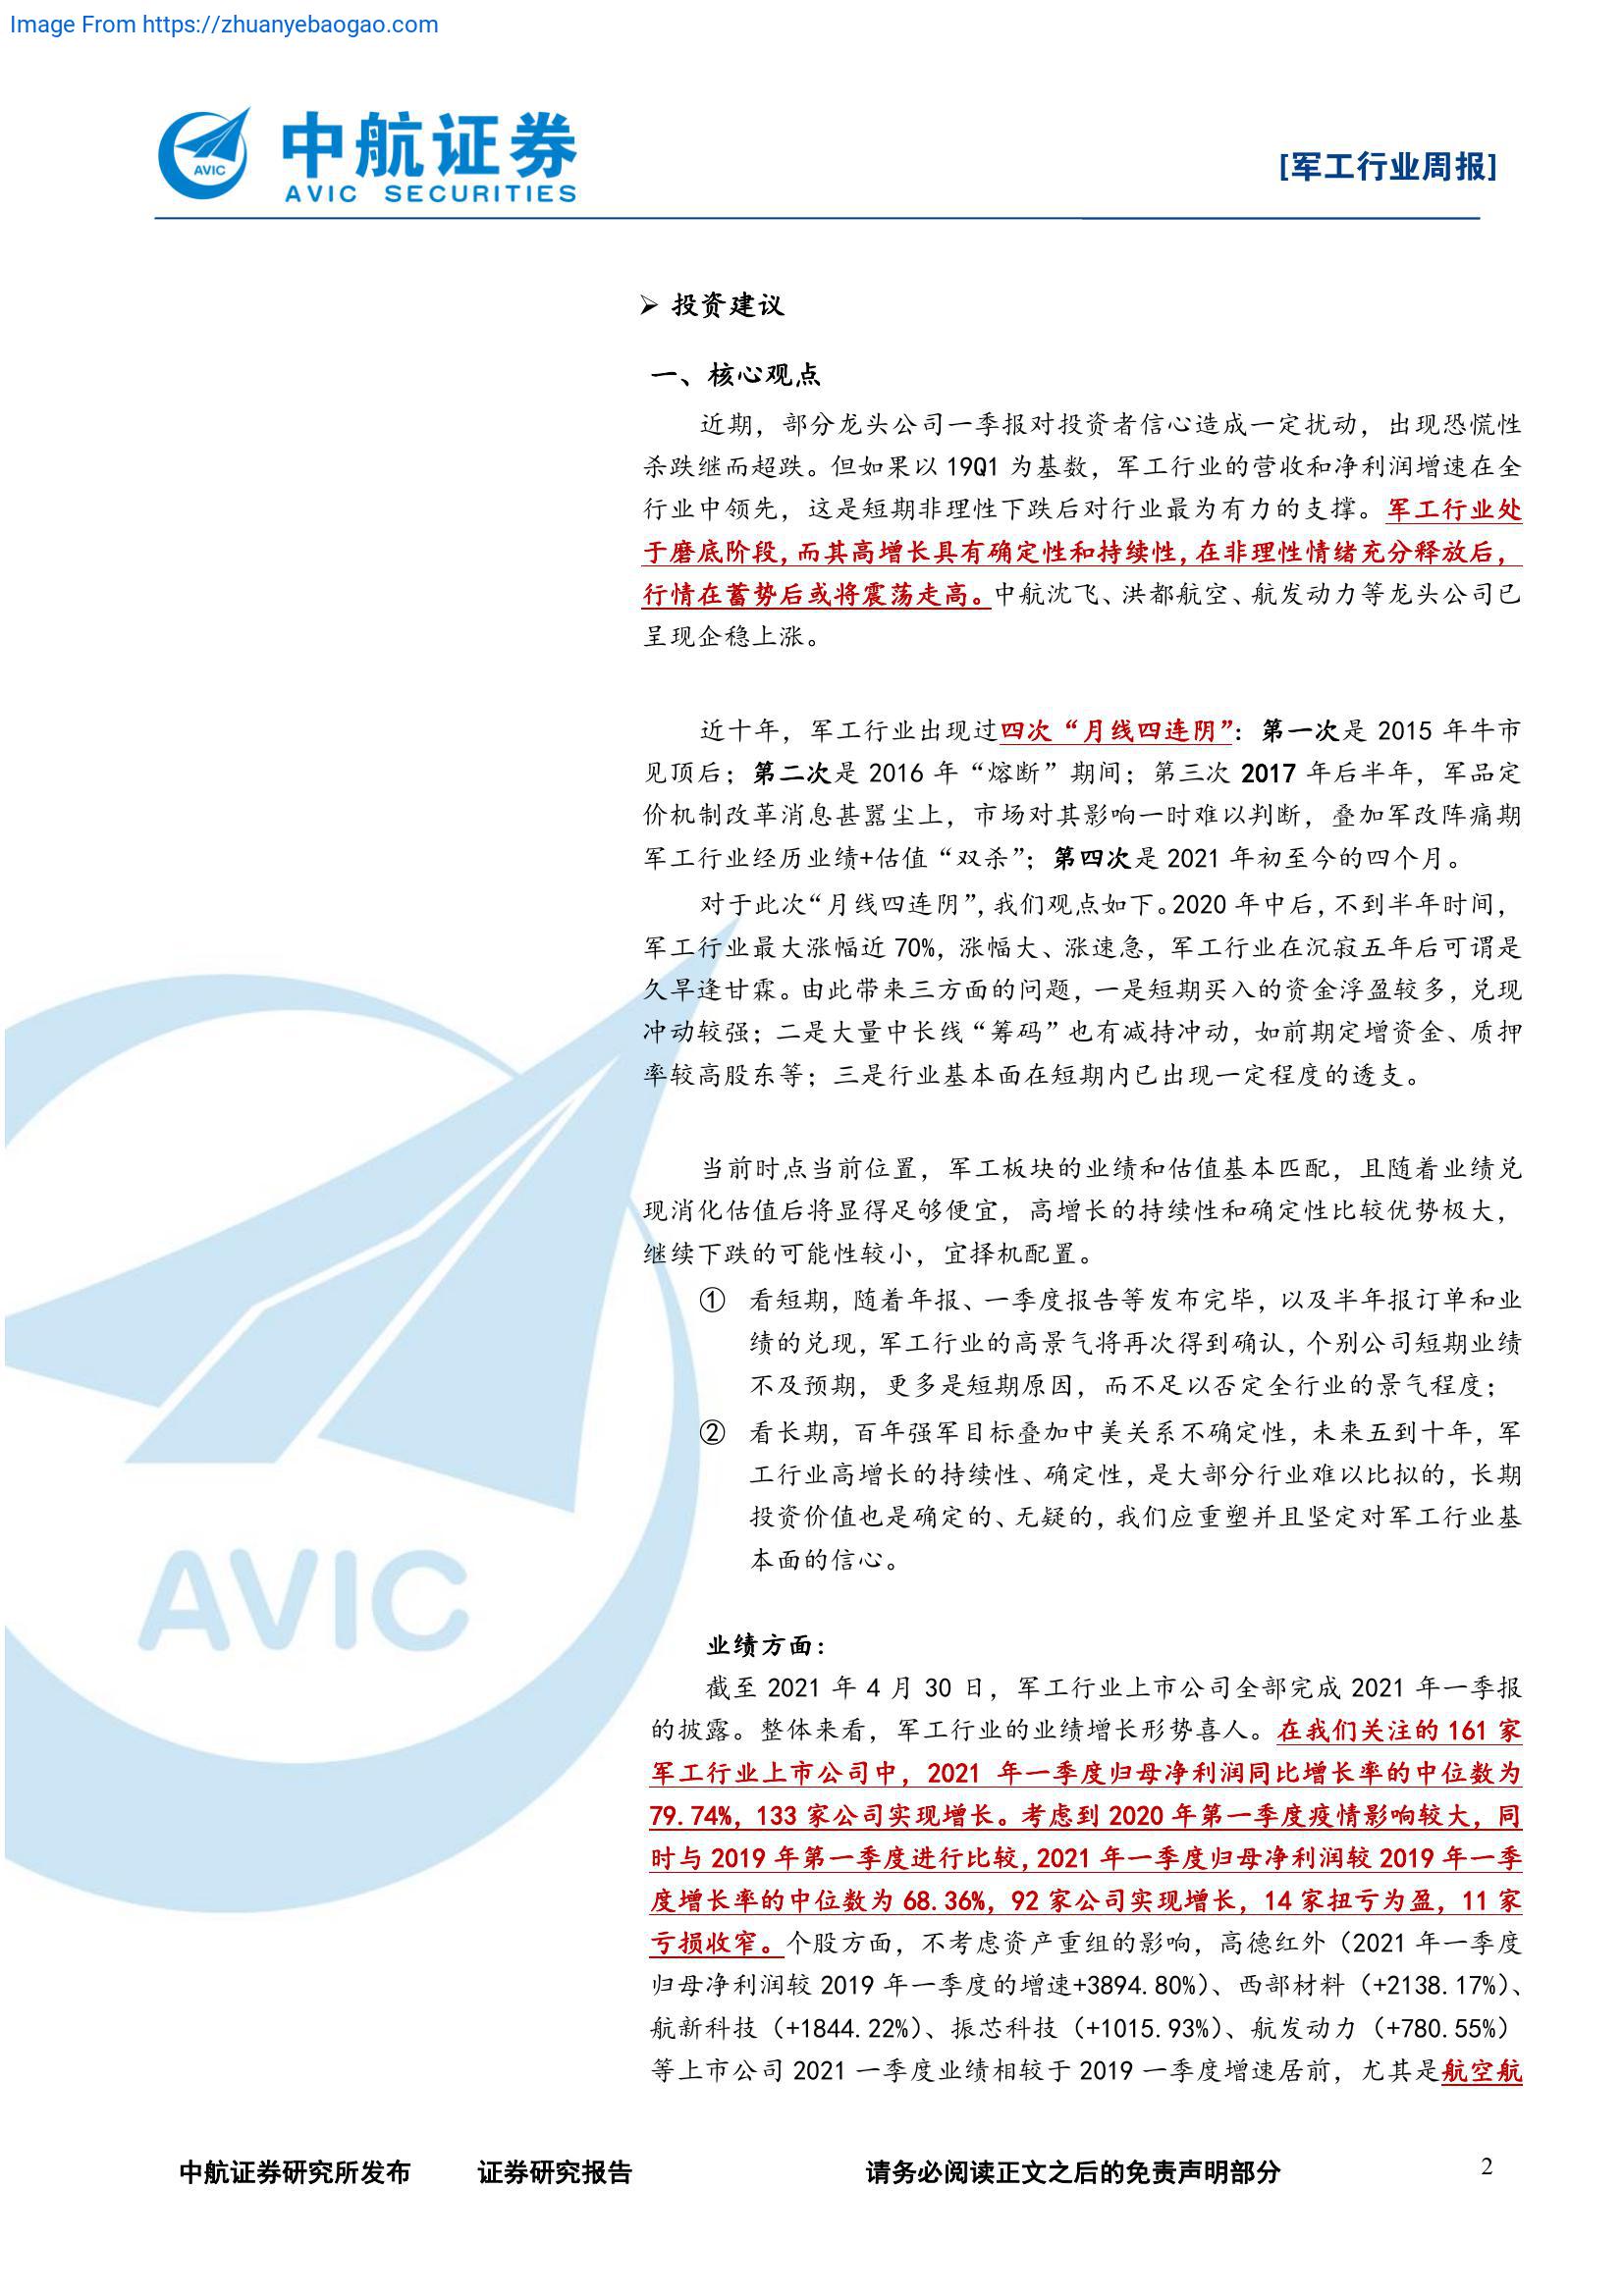 Image From https://zhuanyebaogao.com
AVIC
中航证券
AVIC SECURITIES
[军工行业周报]
➢ 投资建议
一、核心观点
近期，部分龙头公司一季报对投资者信心造成一定扰动，出现恐慌性
杀跌继而超跌。但如果以 19Q1 为基数，军工行业的营收和净利润增速在全
行业中领先，这是短期非理性下跌后对行业最为有力的支撑。军工行业处
于磨底阶段，而其高增长具有确定性和持续性，在非理性情绪充分释放后，
行情在蓄势后或将震荡走高。中航沈飞、洪都航空、航发动力等龙头公司已
呈现企稳上涨。
近十年，军工行业出现过四次“月线四连阴”：第一次是 2015 年牛市
见顶后；第二次是 2016 年“熔断”期间；第三次 2017 年后半年，军品定
价机制改革消息甚嚣尘上，市场对其影响一时难以判断，叠加军改阵痛期
军工行业经历业绩+估值“双杀”；第四次是 2021 年初至今的四个月。
对于此次“月线四连阴”，我们观点如下。2020 年中后，不到半年时间，
军工行业最大涨幅近 70%，涨幅大、涨速急，军工行业在沉寂五年后可谓是
久旱逢甘霖。由此带来三方面的问题，一是短期买入的资金浮盈较多，兑现
冲动较强；二是大量中长线“筹码”也有减持冲动，如前期定增资金、质押
率较高股东等；三是行业基本面在短期内已出现一定程度的透支。
当前时点当前位置，军工板块的业绩和估值基本匹配，且随着业绩兑
现消化估值后将显得足够便宜，高增长的持续性和确定性比较优势极大，
继续下跌的可能性较小，宜择机配置。
① 看短期，随着年报、一季度报告等发布完毕，以及半年报订单和业
绩的兑现，军工行业的高景气将再次得到确认，个别公司短期业绩
不及预期，更多是短期原因，而不足以否定全行业的景气程度；
② 看长期，百年强军目标叠加中美关系不确定性，未来五到十年，军
工行业高增长的持续性、确定性，是大部分行业难以比拟的，长期
投资价值也是确定的、无疑的，我们应重塑并且坚定对军工行业基
本面的信心。
AVIC
业绩方面：
截至 2021 年 4 月 30 日，军工行业上市公司全部完成 2021 年一季报
的披露。整体来看，军工行业的业绩增长形势喜人。在我们关注的 161 家
军工行业上市公司中，2021 年一季度归母净利润同比增长率的中位数为
79.74%，133 家公司实现增长。考虑到 2020 年第一季度疫情影响较大，同
时与 2019 年第一季度进行比较，2021 年一季度归母净利润较 2019 年一季
度增长率的中位数为 68.36%，92 家公司实现增长，14 家扭亏为盈，11 家
亏损收窄。个股方面，不考虑资产重组的影响，高德红外（2021 年一季度
归母净利润较 2019 年一季度的增速+3894.80%）、西部材料（+2138.17%）、
航新科技（+1844.22%）、振芯科技（+1015.93%）、航发动力（+780.55%）
等上市公司 2021 一季度业绩相较于 2019 一季度增速居前，尤其是航空航
中航证券研究所发布 证券研究报告 请务必阅读正文之后的免责声明部分 2